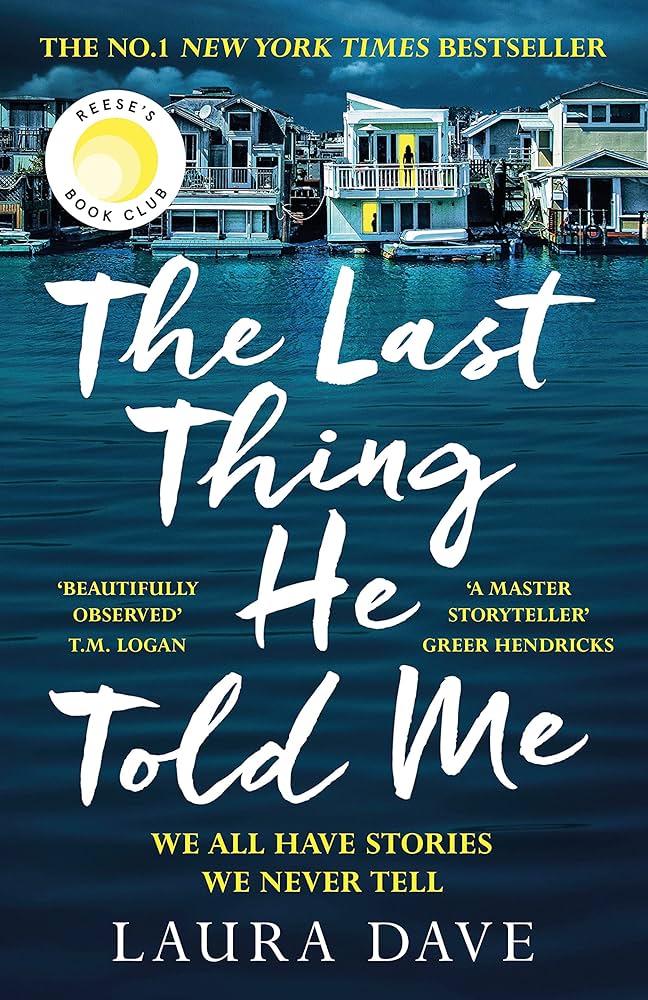 THE NO.1 NEW YORK TIMES BESTSELLER
REESE'S
BOOK CLUB
The Last
Thing
He
Told Me
'BEAUTIFULLY
OBSERVED'
T.M. LOGAN
'A MASTER
STORYTELLER'
GREER HENDRICKS
WE ALL HAVE STORIES
WE NEVER TELL
LAURA DAVE